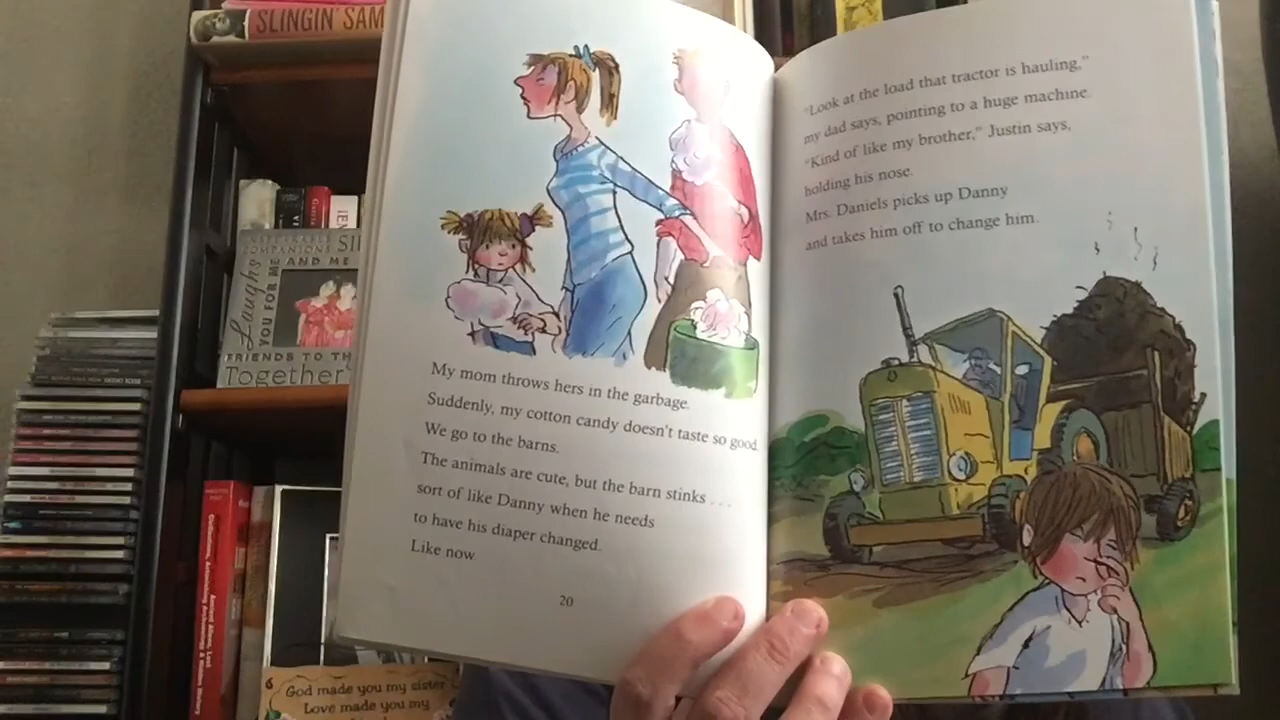 SLINGIN' SAM
INSEPARABLE
COMPANIONS
SIS
AND ME
Laughs
YOU FOR ME
FRIENDS TO TH
Together
God made you my sister
Love made you my
My mom throws hers in the garbage.
Suddenly, my cotton candy doesn't taste so good.
We go to the barns.
The animals are cute, but the barn stinks . . .
sort of like Danny when he needs
to have his diaper changed.
Like now.
20
"Look at the load that tractor is hauling,"
my dad says, pointing to a huge machine.
"Kind of like my brother," Justin says,
holding his nose.
Mrs. Daniels picks up Danny
and takes him off to change him.